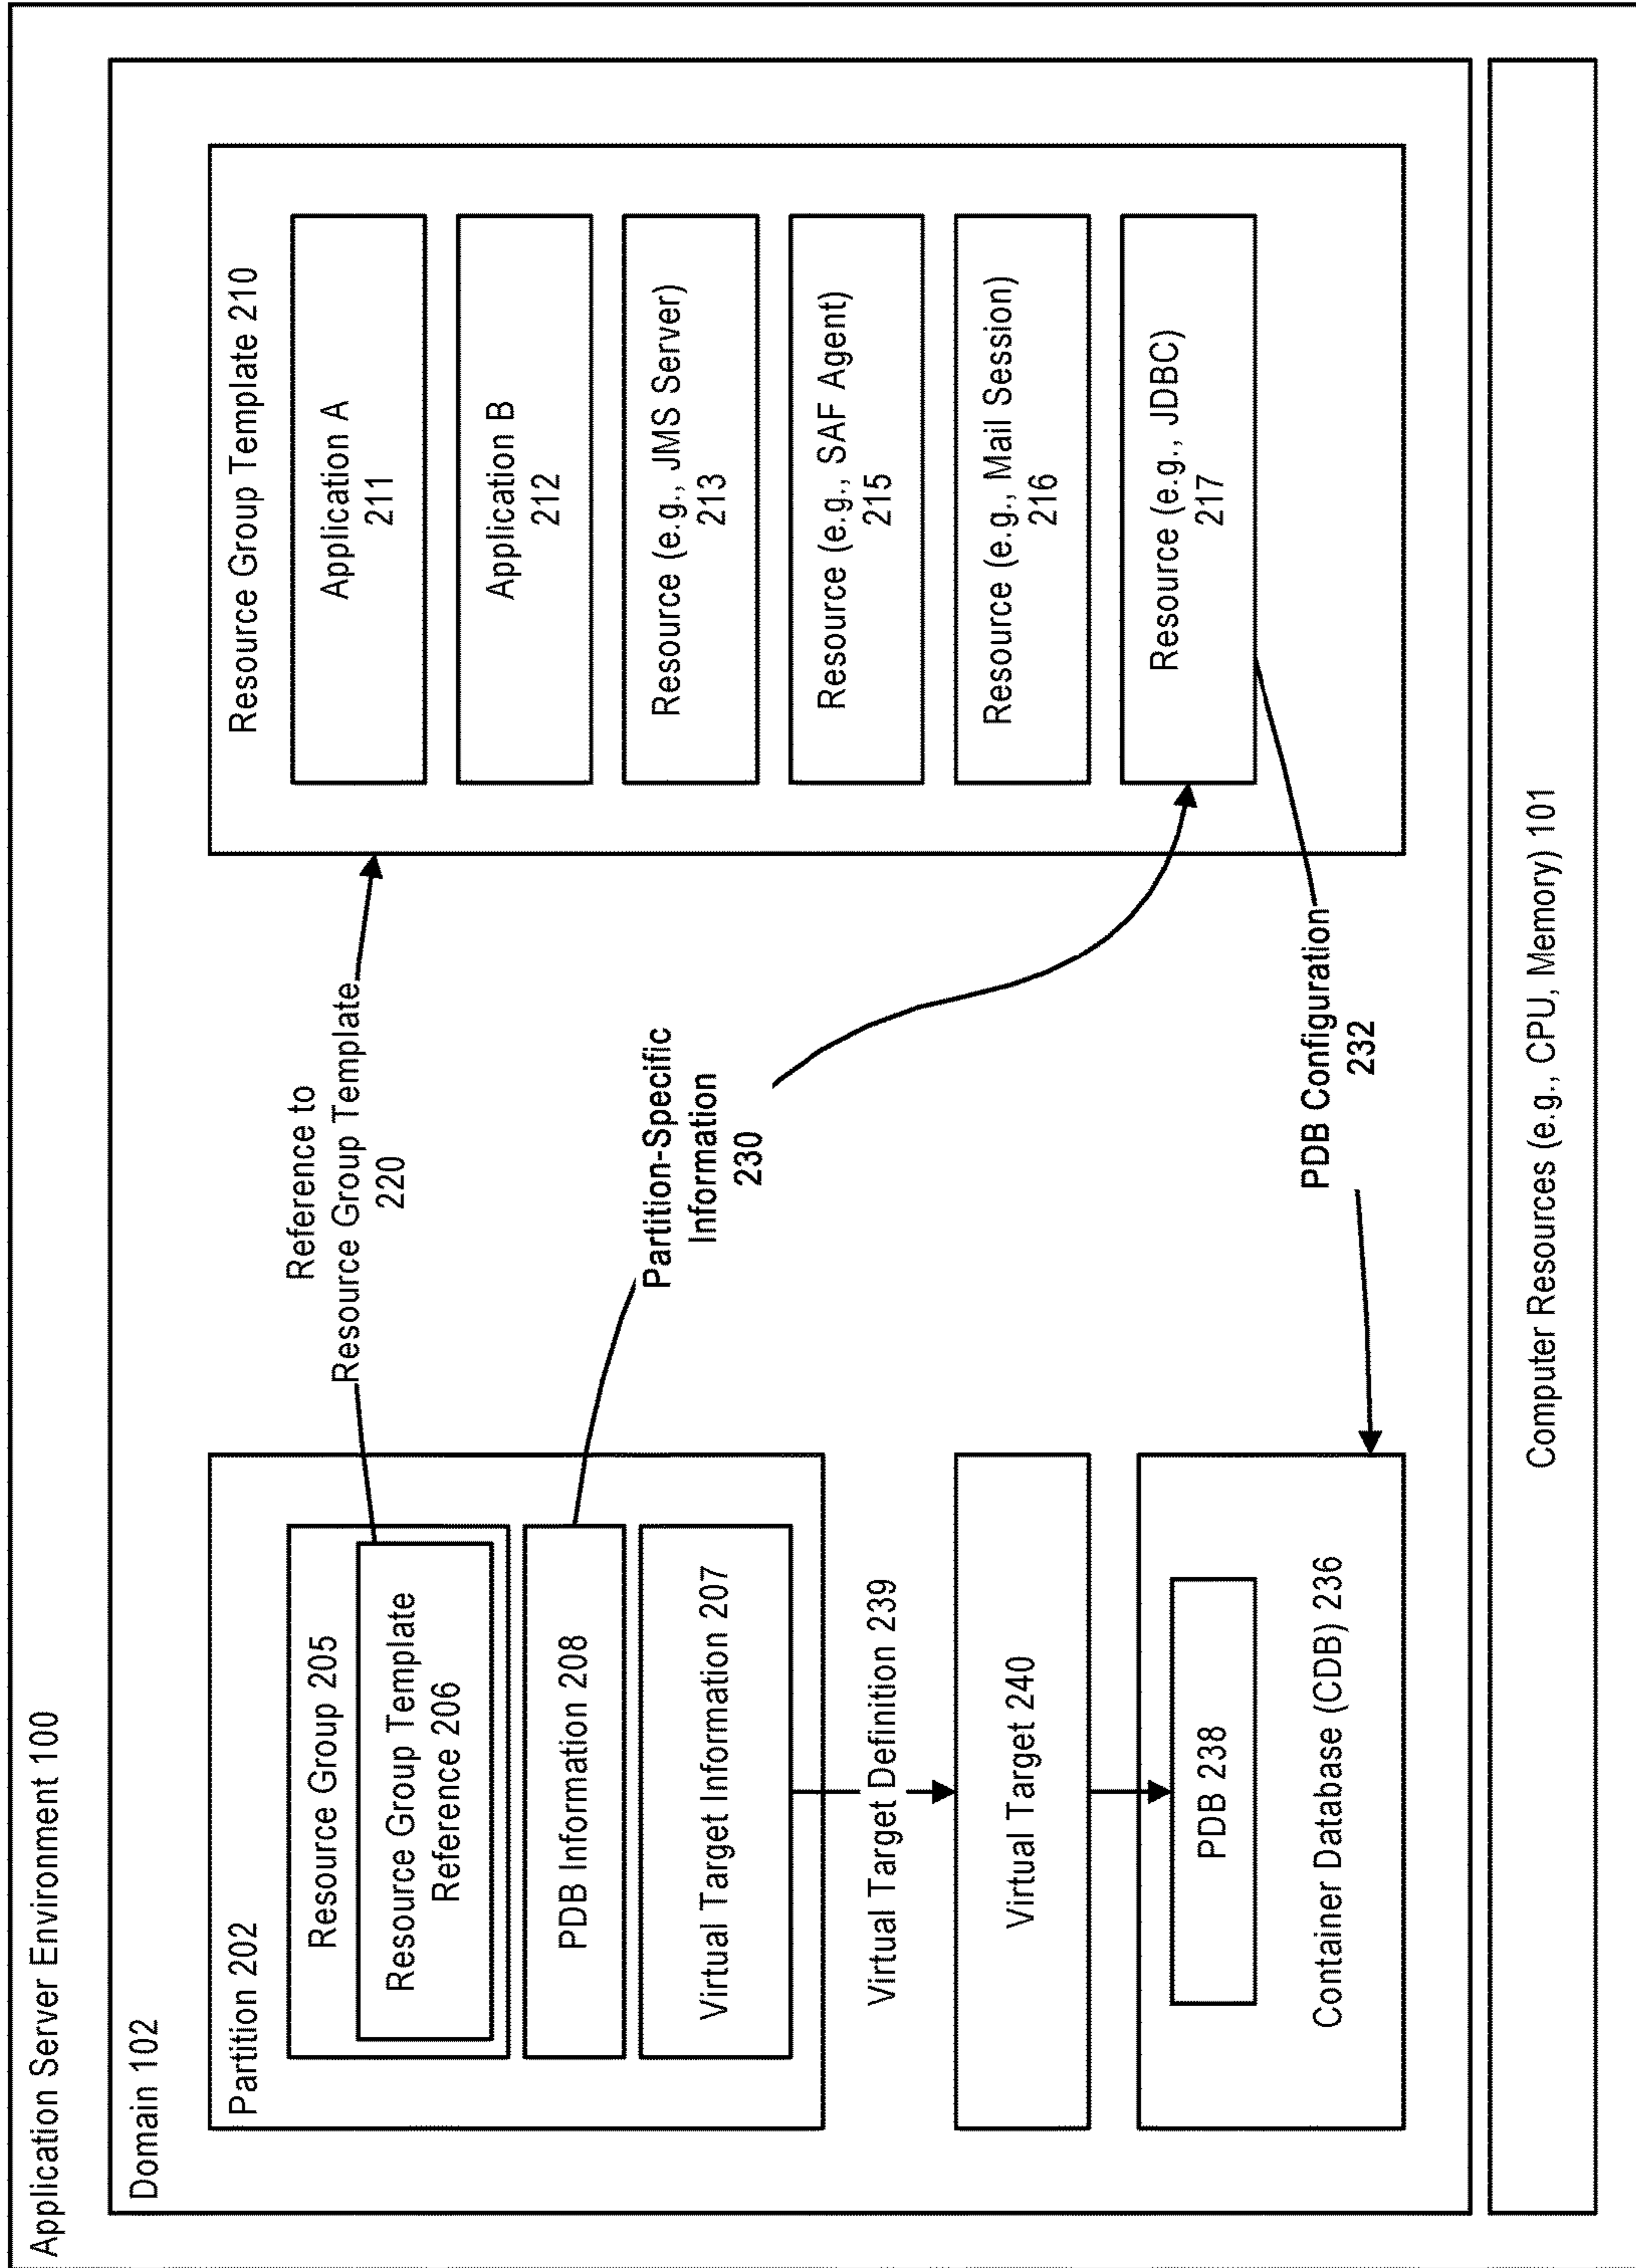 Application Server Environment 100
Domain 102
Partition 202
Resource Group 205
Resource Group Template
Reference 206
PDB Information 208
Virtual Target Information 207
Virtual Target Definition 239
Virtual Target 240
PDB 238
Container Database (CDB) 236
Reference to
Resource Group Template
220
Partition-Specific
Information
230
PDB Configuration
232
Resource Group Template 210
Application A
211
Application B
212
Resource (e.g., JMS Server)
213
Resource (e.g., SAF Agent)
215
Resource (e.g., Mail Session)
216
Resource (e.g., JDBC)
217
Computer Resources (e.g., CPU, Memory) 101